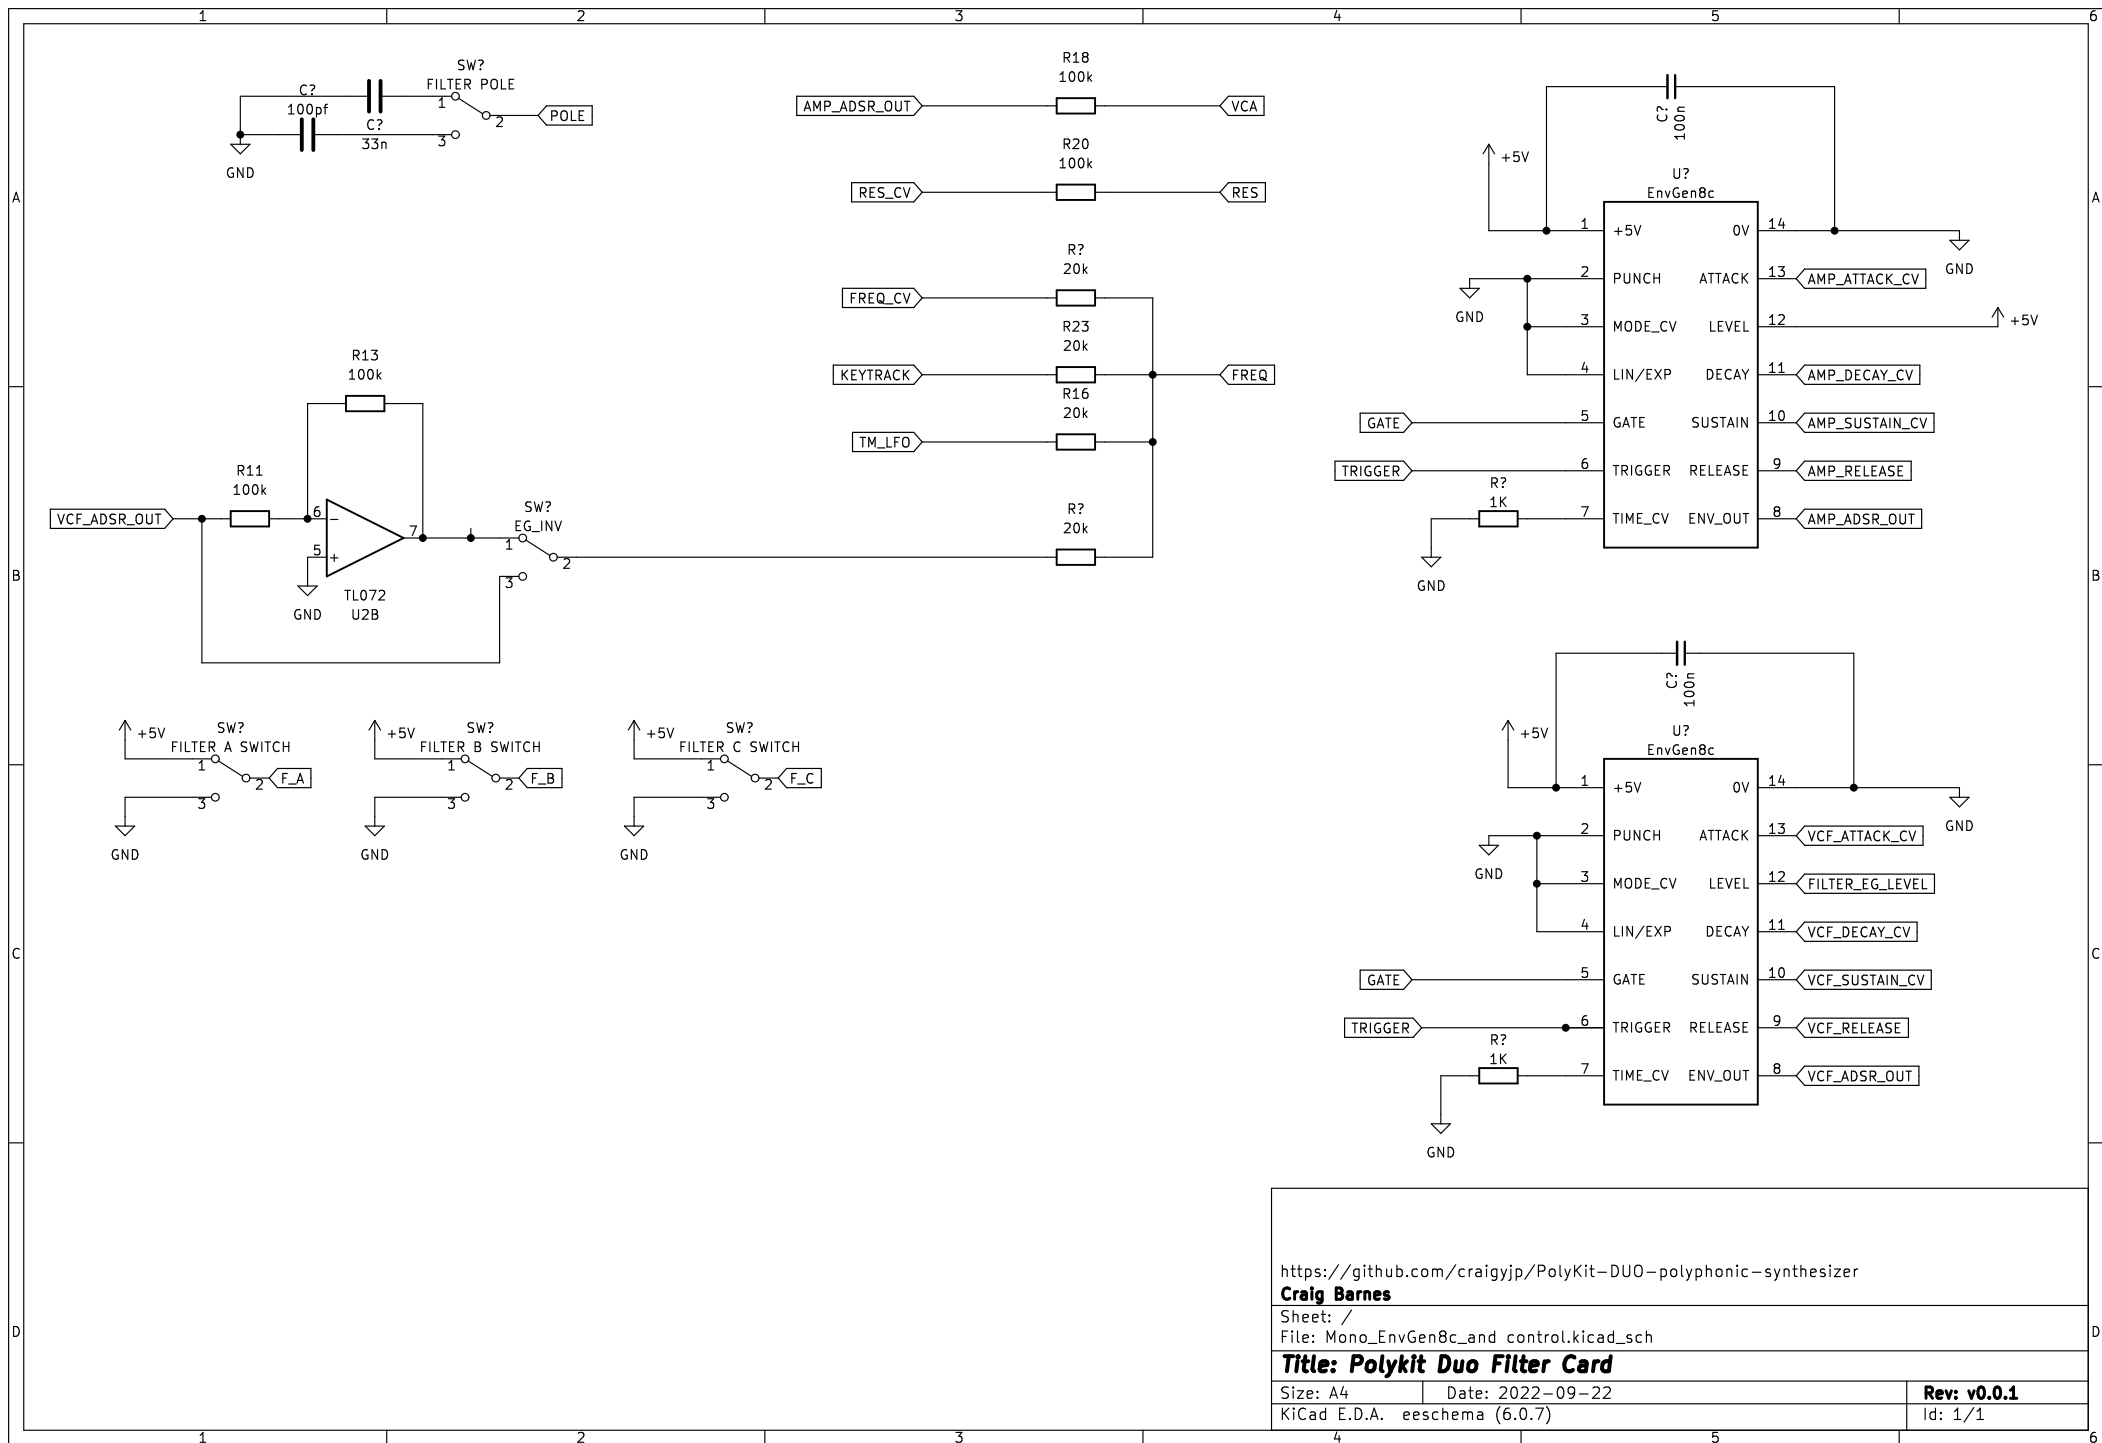 1 2 3 4 5 6
SW?
FILTER POLE
C?
100pf
1
2
POLE
C?
33n
3
GND
R18
100k
AMP_ADSR_OUT
VCA
R20
100k
RES_CV
RES
R?
20k
FREQ_CV
R23
20k
KEYTRACK
FREQ
R16
20k
TM_LFO
R?
20k
R13
100k
R11
100k
VCF_ADSR_OUT
6
-
7
5
+
GND
TL072
U2B
SW?
EG_INV
1
2
3
+5V
SW?
FILTER A SWITCH
1
2
F_A
3
GND
+5V
SW?
FILTER B SWITCH
1
2
F_B
3
GND
+5V
SW?
FILTER C SWITCH
1
2
F_C
3
GND
C?
100n
+5V
U?
EnvGen8c
1 +5V 0V 14
GND
2 PUNCH ATTACK 13 AMP_ATTACK_CV
GND
3 MODE_CV LEVEL 12 +5V
4 LIN/EXP DECAY 11 AMP_DECAY_CV
GATE 5 GATE SUSTAIN 10 AMP_SUSTAIN_CV
TRIGGER 6 TRIGGER RELEASE 9 AMP_RELEASE
R?
1K
7 TIME_CV ENV_OUT 8 AMP_ADSR_OUT
GND
C?
100n
+5V
U?
EnvGen8c
1 +5V 0V 14
GND
2 PUNCH ATTACK 13 VCF_ATTACK_CV
GND
3 MODE_CV LEVEL 12 FILTER_EG_LEVEL
4 LIN/EXP DECAY 11 VCF_DECAY_CV
GATE 5 GATE SUSTAIN 10 VCF_SUSTAIN_CV
TRIGGER 6 TRIGGER RELEASE 9 VCF_RELEASE
R?
1K
7 TIME_CV ENV_OUT 8 VCF_ADSR_OUT
GND
A A
B B
C C
D D
https://github.com/craigyjp/PolyKit-DUO-polyphonic-synthesizer
Craig Barnes
Sheet: /
File: Mono_EnvGen8c_and control.kicad_sch
Title: Polykit Duo Filter Card
Size: A4 Date: 2022-09-22 Rev: v0.0.1
KiCad E.D.A. eeschema (6.0.7) Id: 1/1
1 2 3 4 5 6